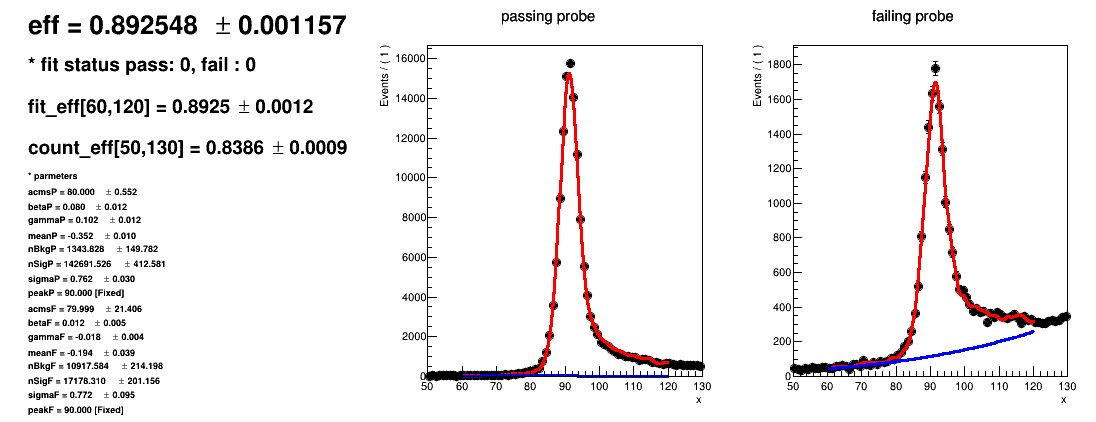 eff = 0.892548 ± 0.001157
* fit status pass: 0, fail : 0
fit_eff[60,120] = 0.8925 ± 0.0012
count_eff[50,130] = 0.8386 ± 0.0009
* parmeters
acmsP = 80.000 ± 0.552
betaP = 0.080 ± 0.012
gammaP = 0.102 ± 0.012
meanP = -0.352 ± 0.010
nBkgP = 1343.828 ± 149.782
nSigP = 142691.526 ± 412.581
sigmaP = 0.762 ± 0.030
peakP = 90.000 [Fixed]
acmsF = 79.999 ± 21.406
betaF = 0.012 ± 0.005
gammaF = -0.018 ± 0.004
meanF = -0.194 ± 0.039
nBkgF = 10917.584 ± 214.198
nSigF = 17178.310 ± 201.156
sigmaF = 0.772 ± 0.095
peakF = 90.000 [Fixed]
passing probe
Events / ( 1 )
16000
14000
12000
10000
8000
6000
4000
2000
0
50 60 70 80 90 100 110 120 130
x
failing probe
Events / ( 1 )
1800
1600
1400
1200
1000
800
600
400
200
0
50 60 70 80 90 100 110 120 130
x